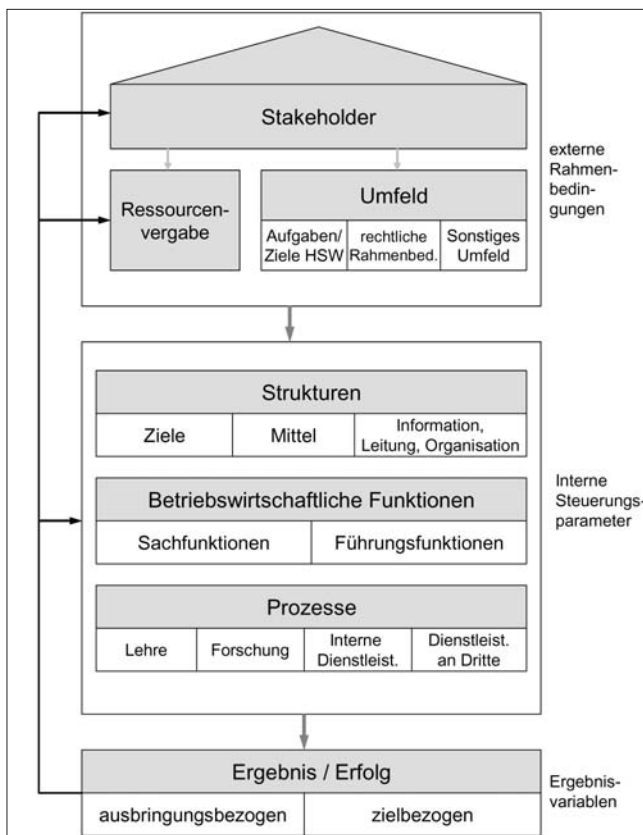 Stakeholder
externe
Rahmen-
bedin-
gungen
Ressourcen-
vergabe
Umfeld
Aufgaben/
Ziele HSW
rechtliche
Rahmenbed.
Sonstiges
Umfeld
Strukturen
Ziele
Mittel
Information,
Leitung, Organisation
Betriebswirtschaftliche Funktionen
Sachfunktionen
Führungsfunktionen
Interne
Steuerungs-
parameter
Prozesse
Lehre
Forschung
Interne
Dienstleist.
Dienstleist.
an Dritte
Ergebnis / Erfolg
ausbringungsbezogen
zielbezogen
Ergebnis-
variablen